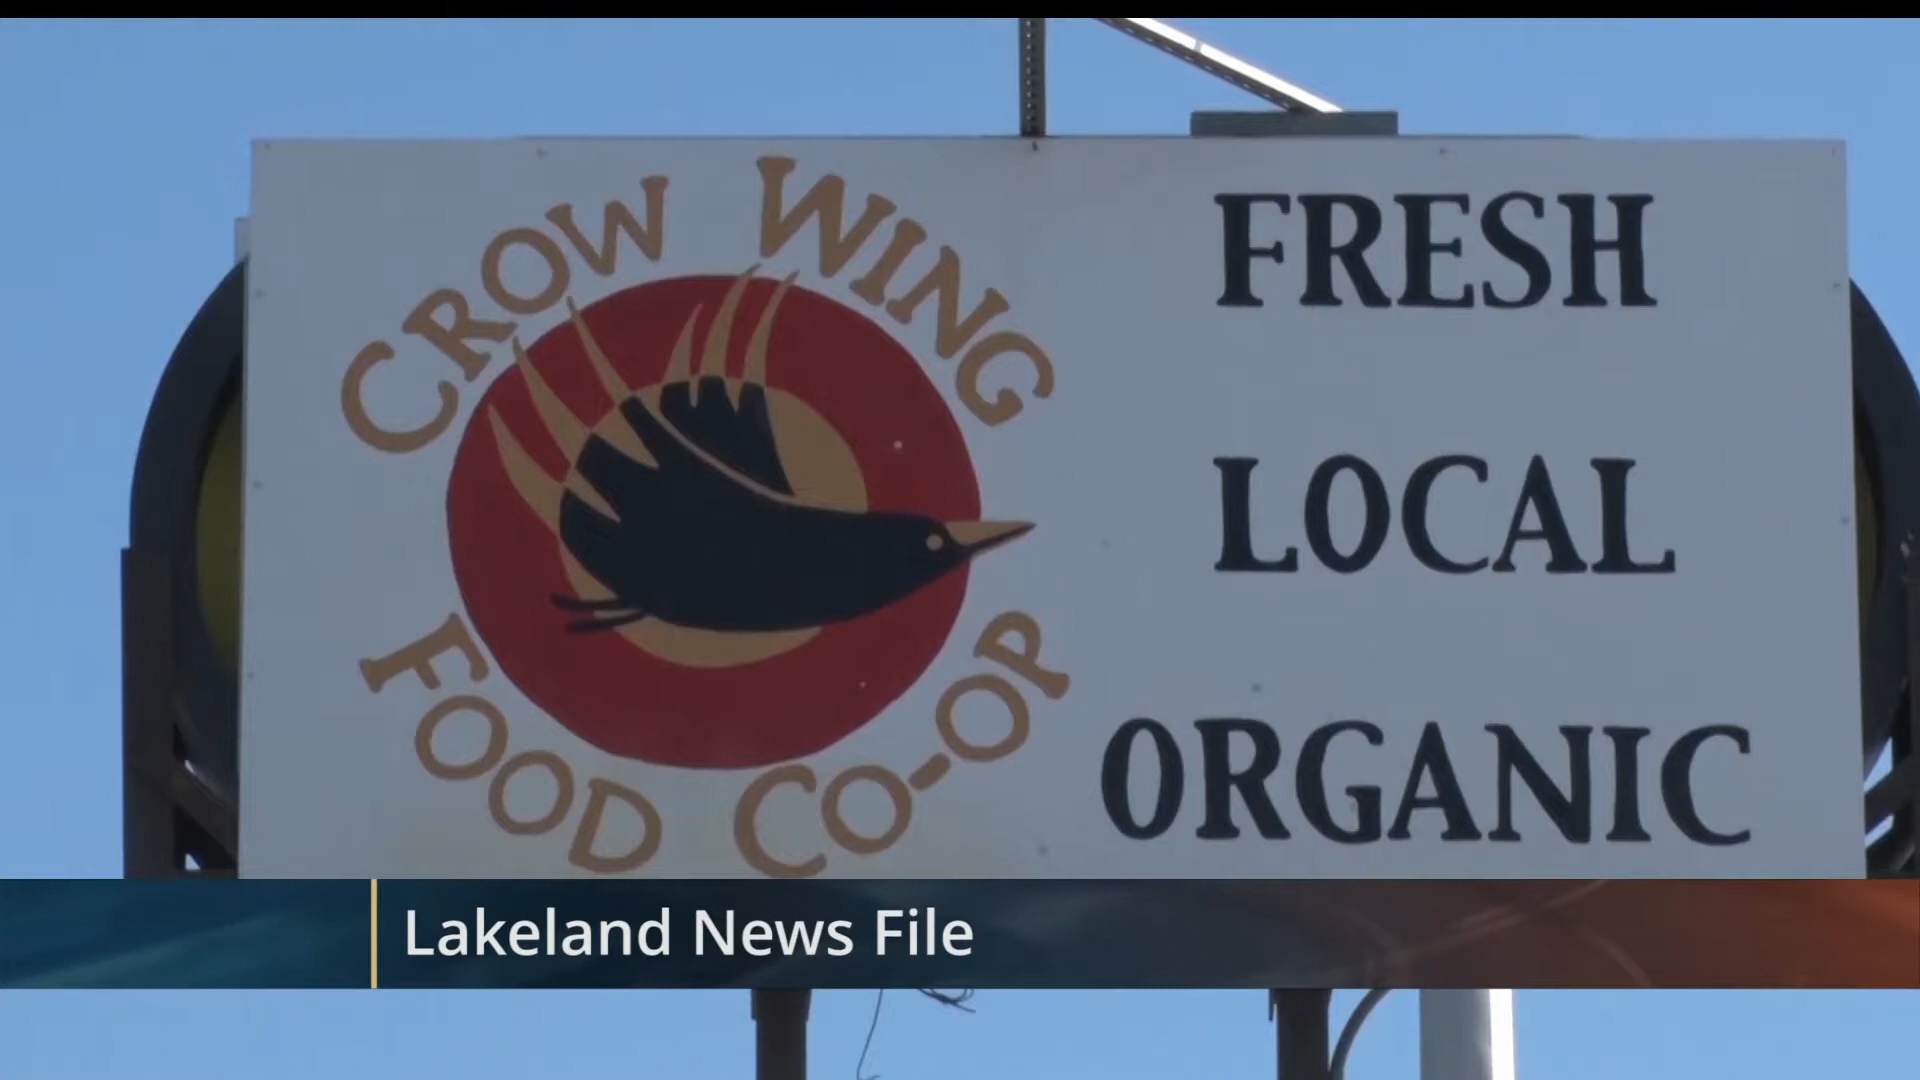 CROW WING
FOOD CO-OP
FRESH
LOCAL
ORGANIC
Lakeland News File